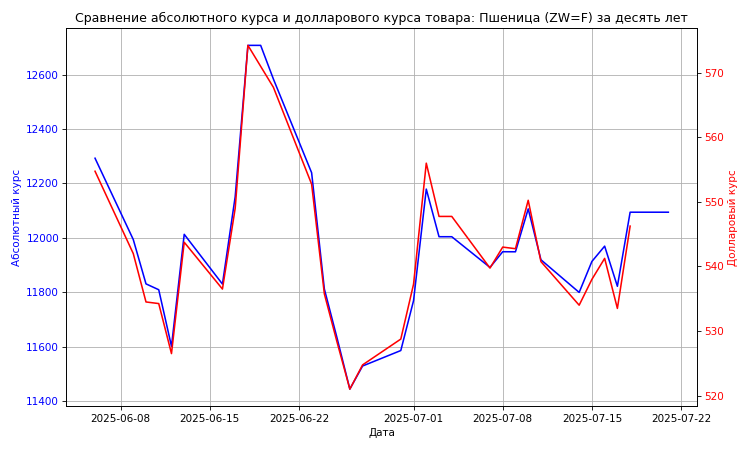 Сравнение абсолютного курса и долларового курса товара: Пшеница (ZW=F) за десять лет
Абсолютный курс
12600
12400
12200
12000
11800
11600
11400
570
560
550
540
530
520
Долларовый курс
2025-06-08 2025-06-15 2025-06-22 2025-07-01 2025-07-08 2025-07-15 2025-07-22
Дата